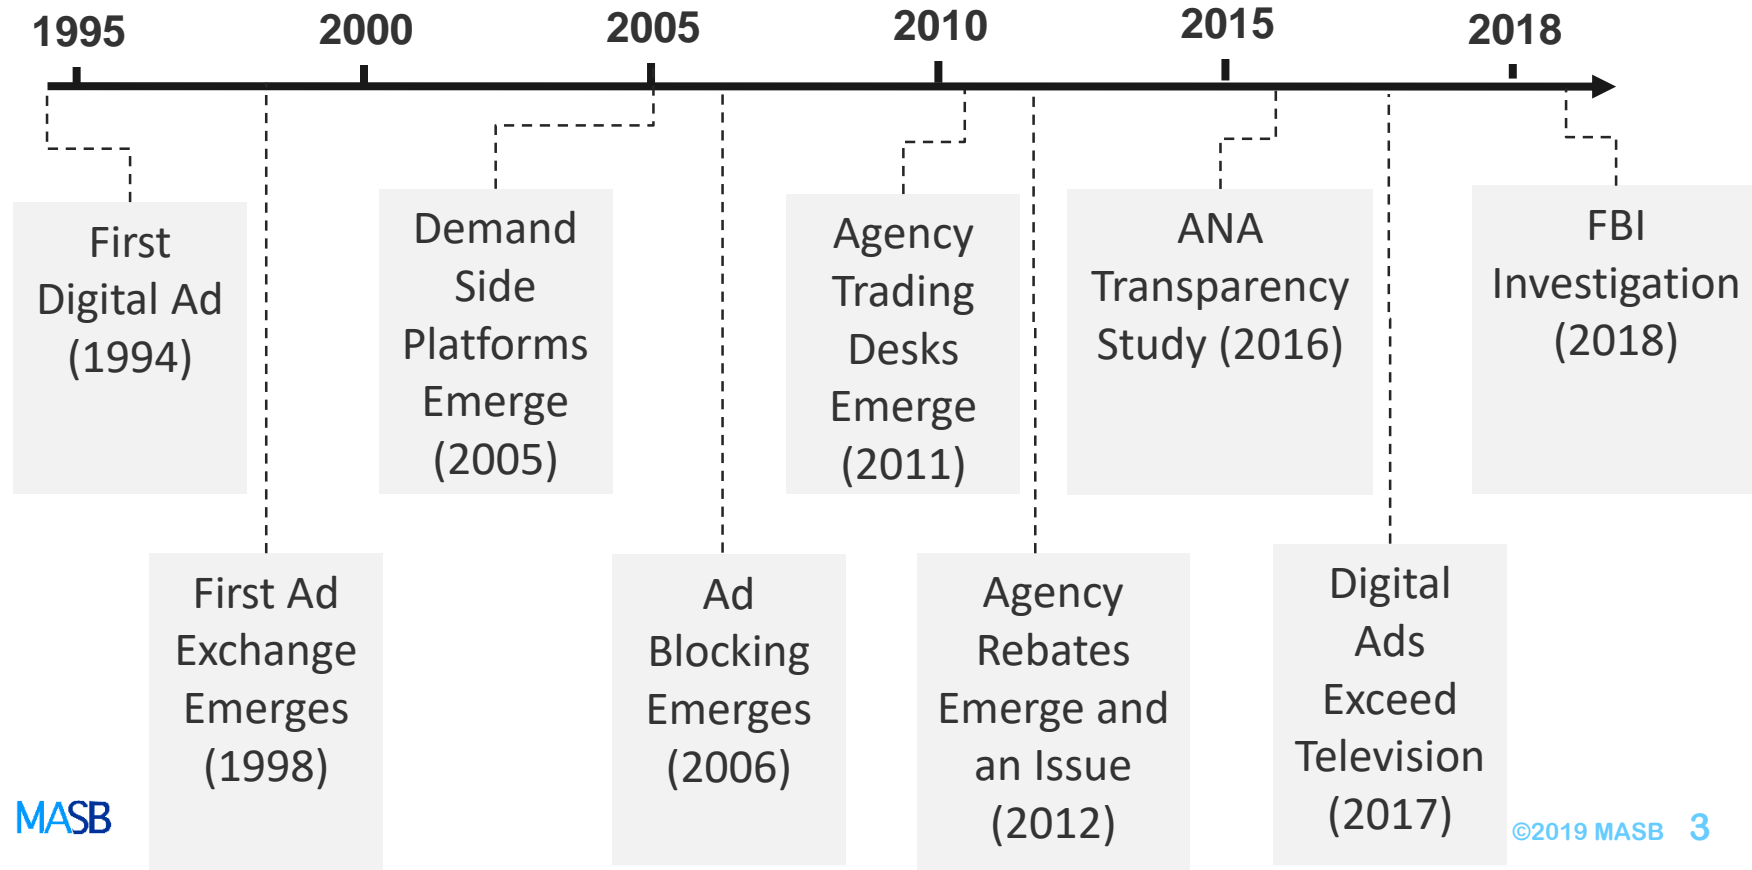 1995
2000
2005
2010
2015
2018
First
Digital Ad
(1994)
Demand
Side
Platforms
Emerge
(2005)
Agency
Trading
Desks
Emerge
(2011)
ANA
Transparency
Study (2016)
FBI
Investigation
(2018)
First Ad
Exchange
Emerges
(1998)
Ad
Blocking
Emerges
(2006)
Agency
Rebates
Emerge and
an Issue
(2012)
Digital
Ads
Exceed
Television
(2017)
MASB
©2019 MASB 3